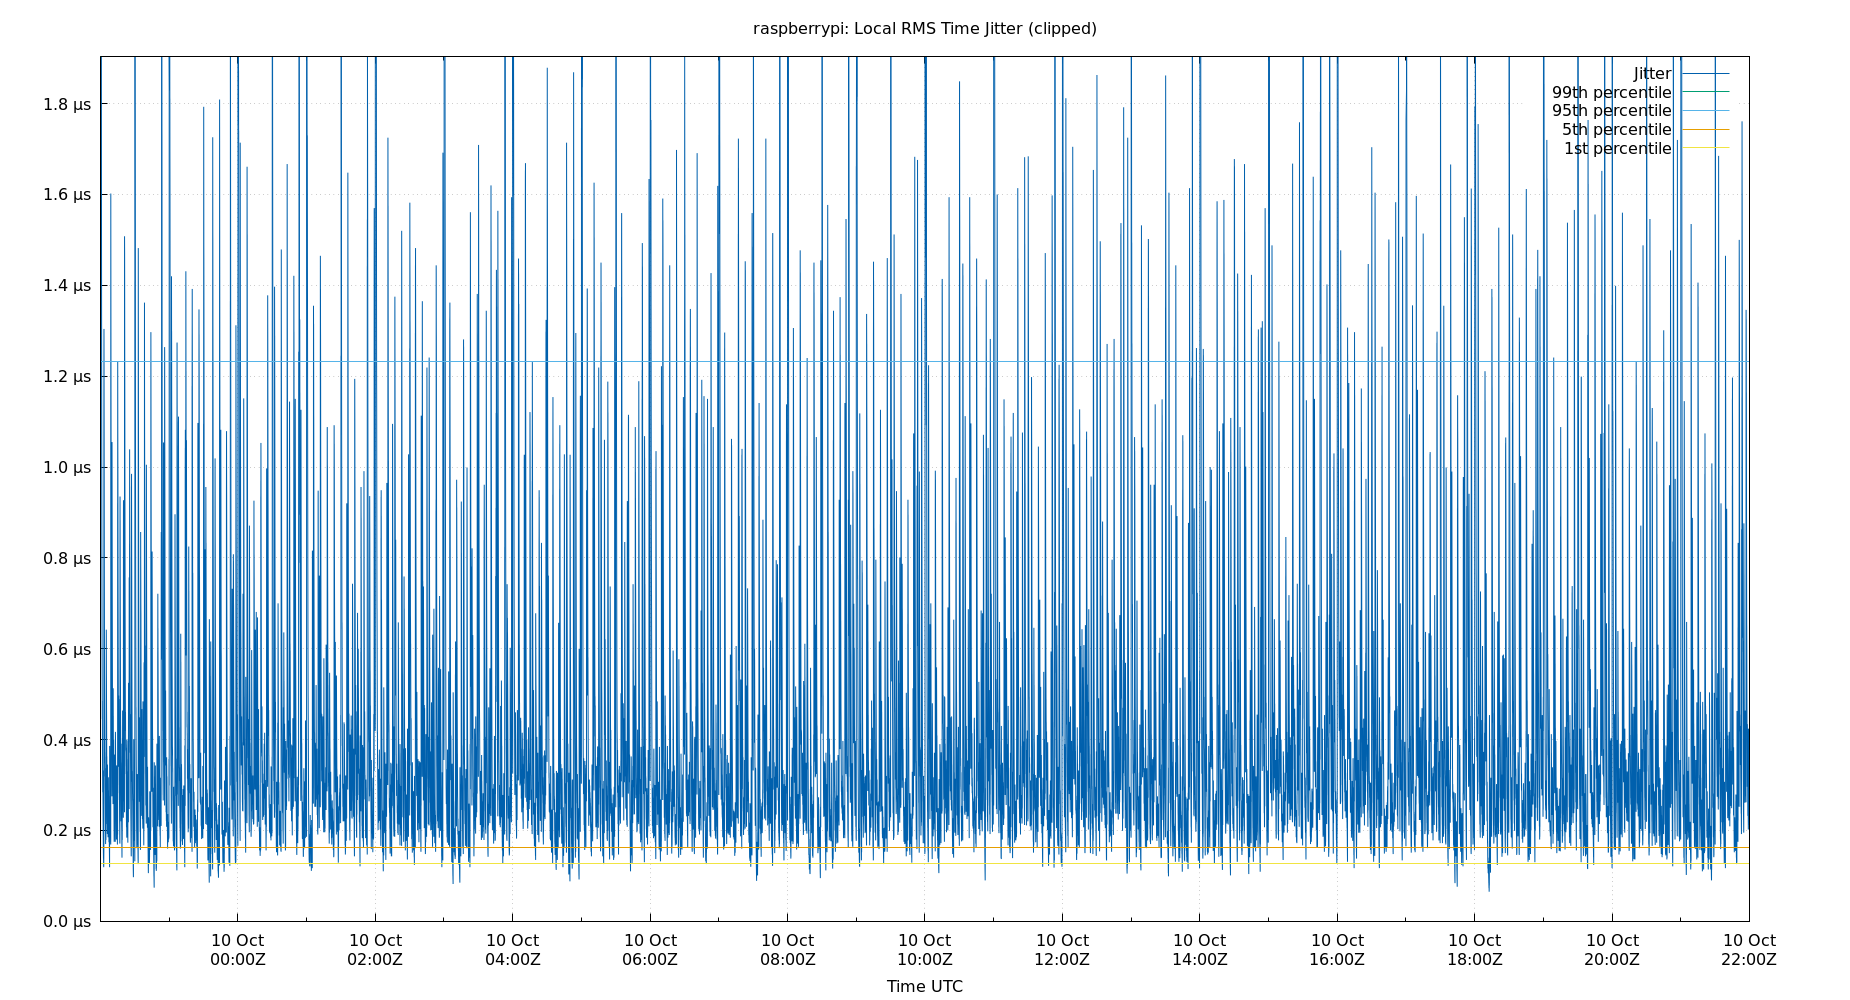 raspberrypi: Local RMS Time Jitter (clipped)
Jitter
99th percentile
95th percentile
5th percentile
1st percentile
1.8 µs
1.6 µs
1.4 µs
1.2 µs
1.0 µs
0.8 µs
0.6 µs
0.4 µs
0.2 µs
0.0 µs
10 Oct 10 Oct 10 Oct 10 Oct 10 Oct 10 Oct 10 Oct 10 Oct 10 Oct 10 Oct 10 Oct 10 Oct
00:00Z 02:00Z 04:00Z 06:00Z 08:00Z 10:00Z 12:00Z 14:00Z 16:00Z 18:00Z 20:00Z 22:00Z
Time UTC